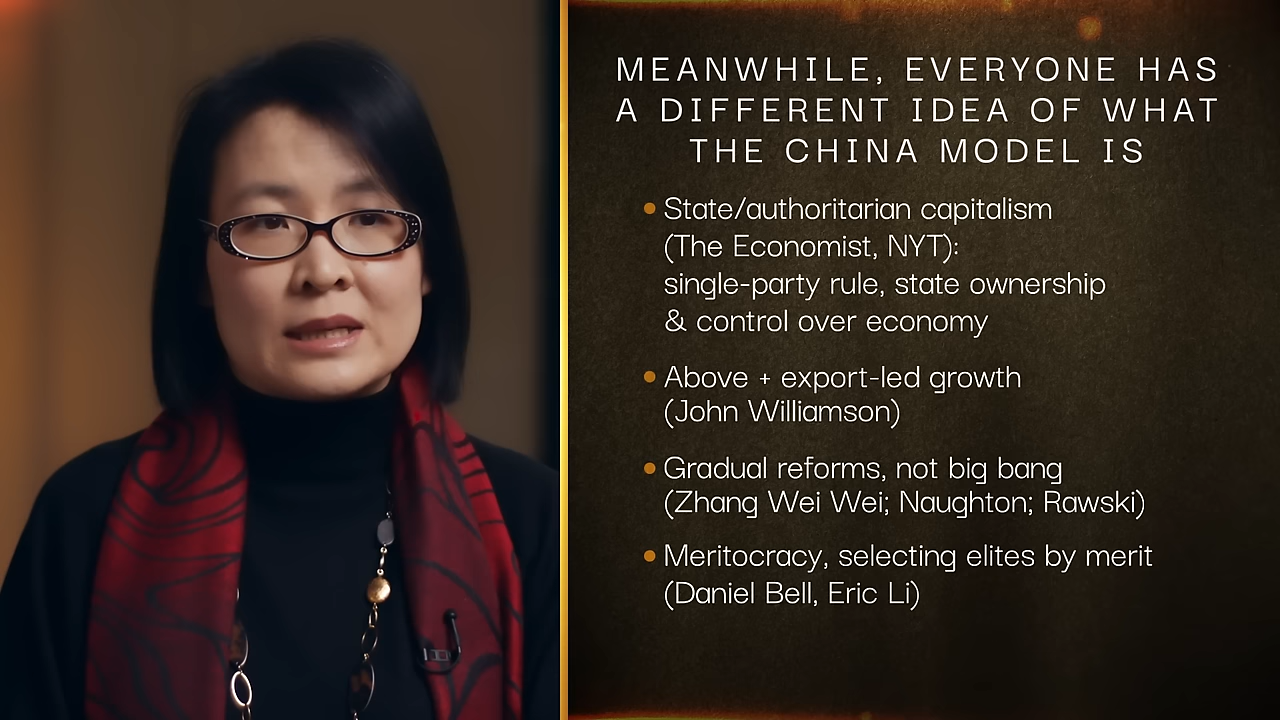 MEANWHILE, EVERYONE HAS
A DIFFERENT IDEA OF WHAT
THE CHINA MODEL IS
• State/authoritarian capitalism
(The Economist, NYT):
single-party rule, state ownership
& control over economy
• Above + export-led growth
(John Williamson)
• Gradual reforms, not big bang
(Zhang Wei Wei; Naughton; Rawski)
• Meritocracy, selecting elites by merit
(Daniel Bell, Eric Li)